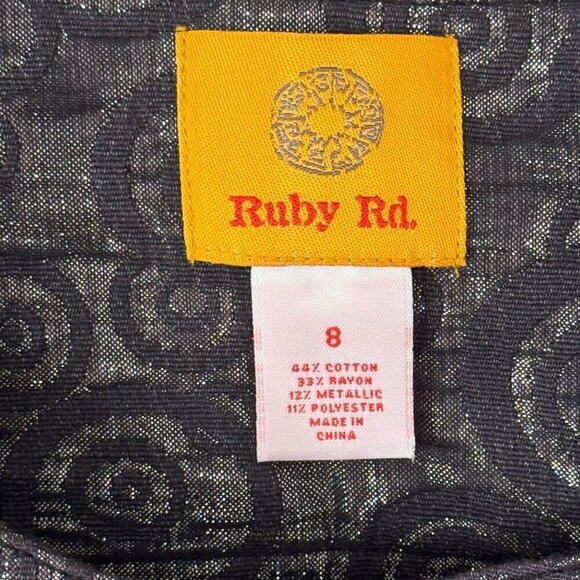 Ruby Rd.
8
44% COTTON
33% RAYON
12% METALLIC
11% POLYESTER
MADE IN
CHINA